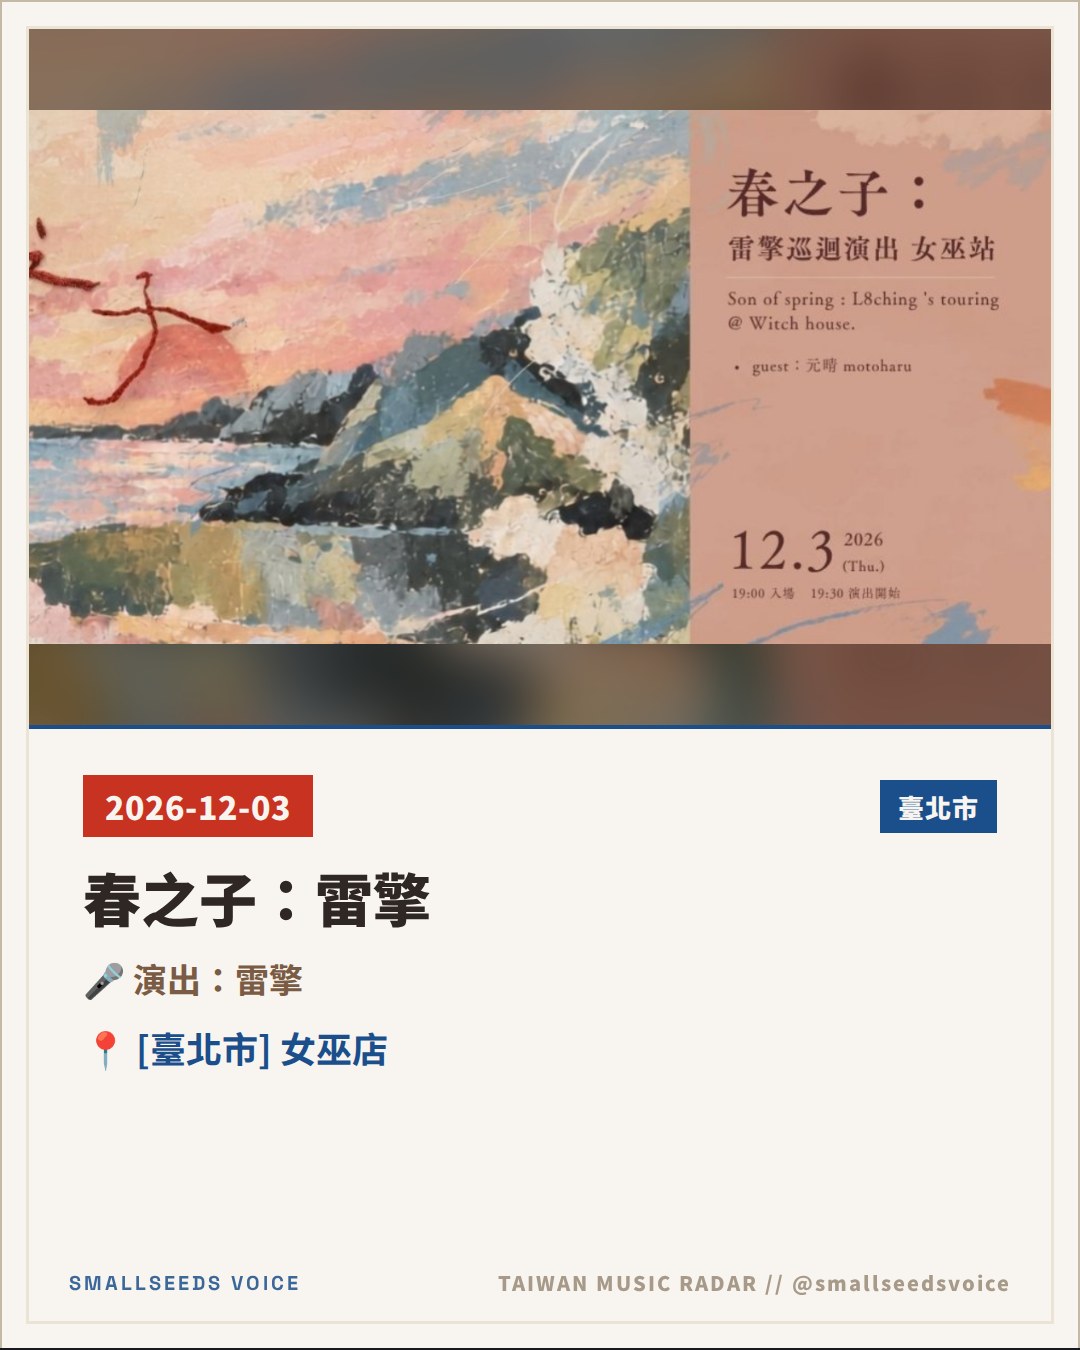 之子
春之子：
雷擎巡迴演出 女巫站
Son of spring : L8ching 's touring
@ Witch house.
• guest：元晴 motoharu
12.3 2026
(Thu.)
19:00 入場 19:30 演出開始
2026-12-03
臺北市
春之子：雷擎
🎤 演出：雷擎
📍 [臺北市] 女巫店
SMALLSEEDS VOICE
TAIWAN MUSIC RADAR // @smallseedsvoice